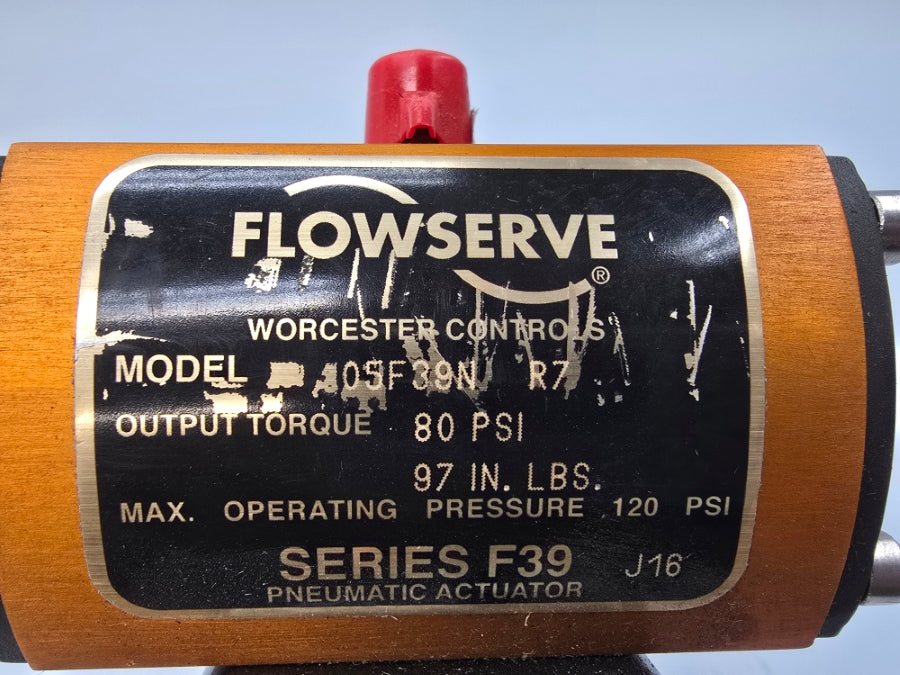 FLOWSERVE®
WORCESTER CONTROLS
MODEL 05F39N R7
OUTPUT TORQUE 80 PSI
97 IN. LBS.
MAX. OPERATING PRESSURE 120 PSI
SERIES F39 J16
PNEUMATIC ACTUATOR